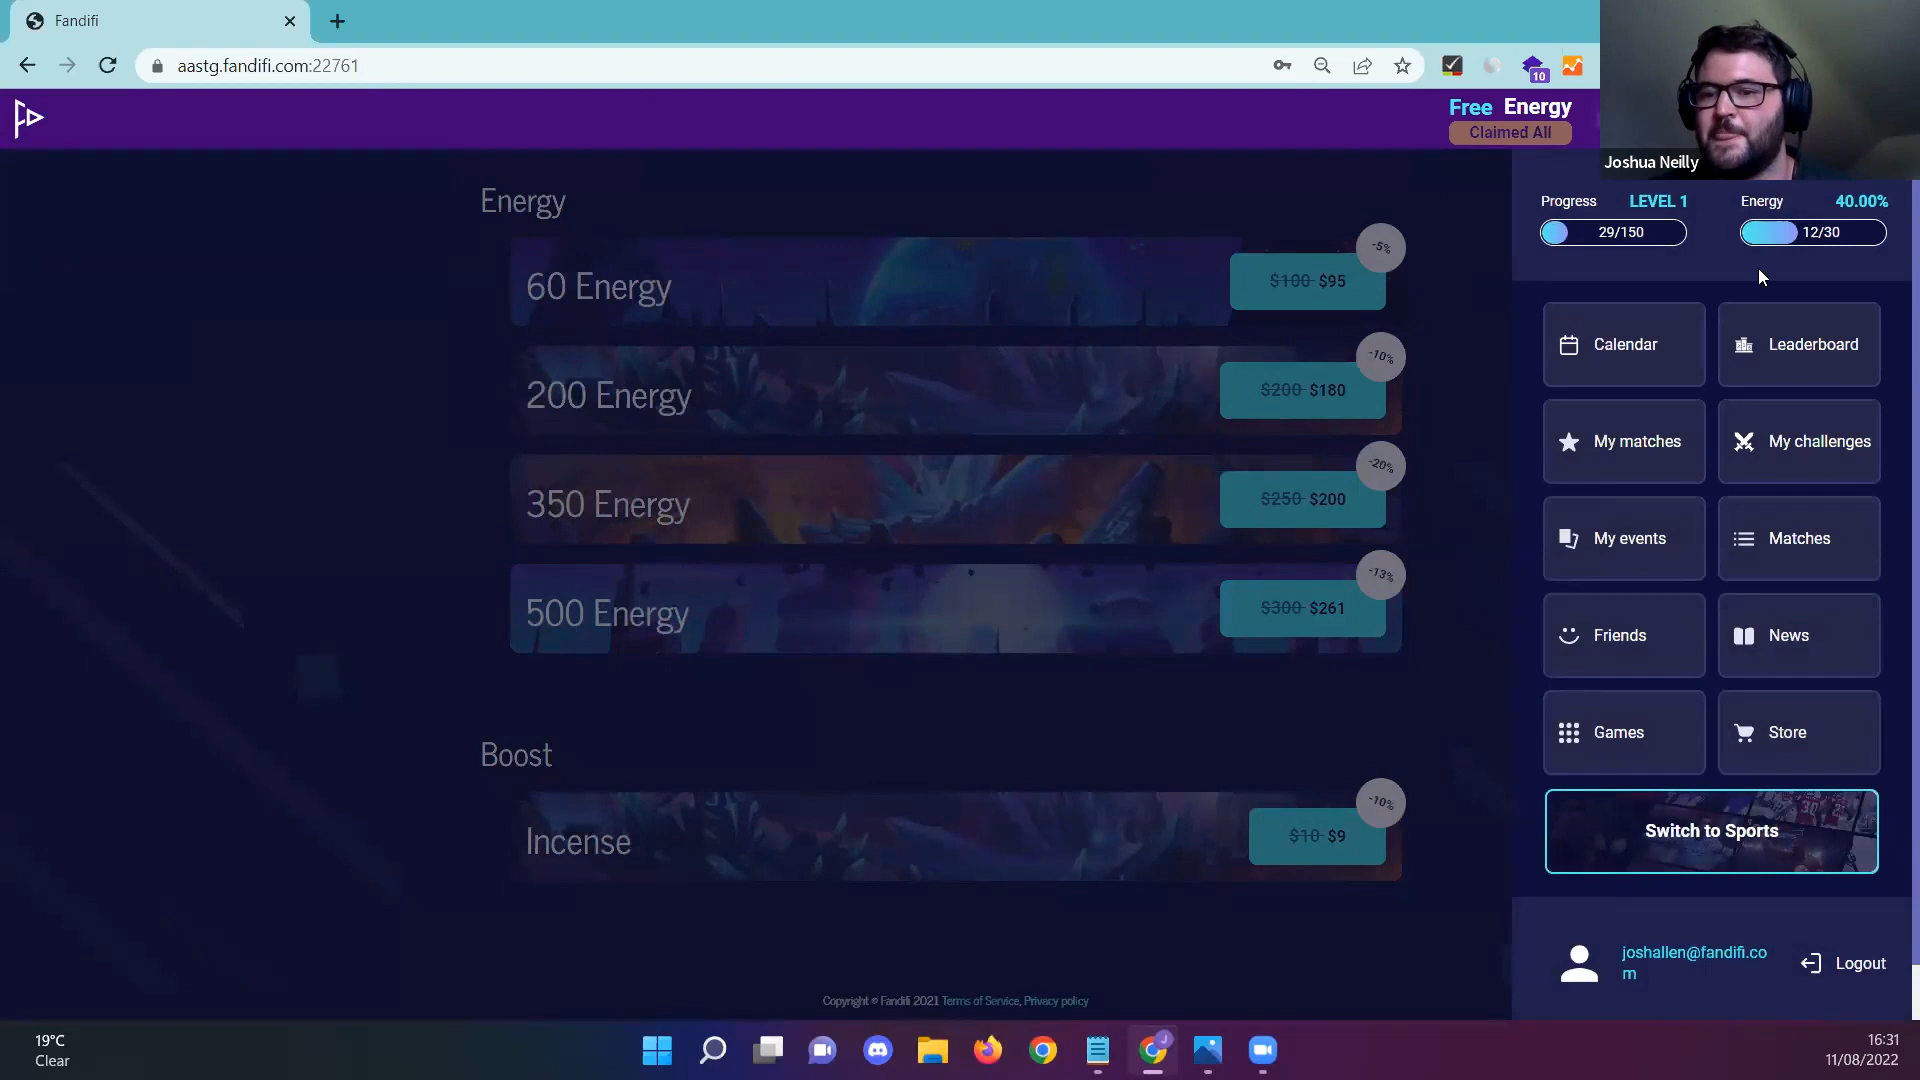 Fandifi
aastg.fandifi.com:22761
10
Free Energy
Claimed All
Joshua Neilly
Progress LEVEL 1
29/150
Energy 40.00%
12/30
Energy
60 Energy
$100 $95
-5%
200 Energy
$200 $180
-10%
350 Energy
$250 $200
-20%
500 Energy
$300 $261
-13%
Boost
Incense
$10 $9
-10%
Calendar
Leaderboard
My matches
My challenges
My events
Matches
Friends
News
Games
Store
Switch to Sports
joshallen@fandifi.co
m
Logout
Copyright © Fandifi 2021 Terms of Service, Privacy policy
19°C
Clear
J
16:31
11/08/2022